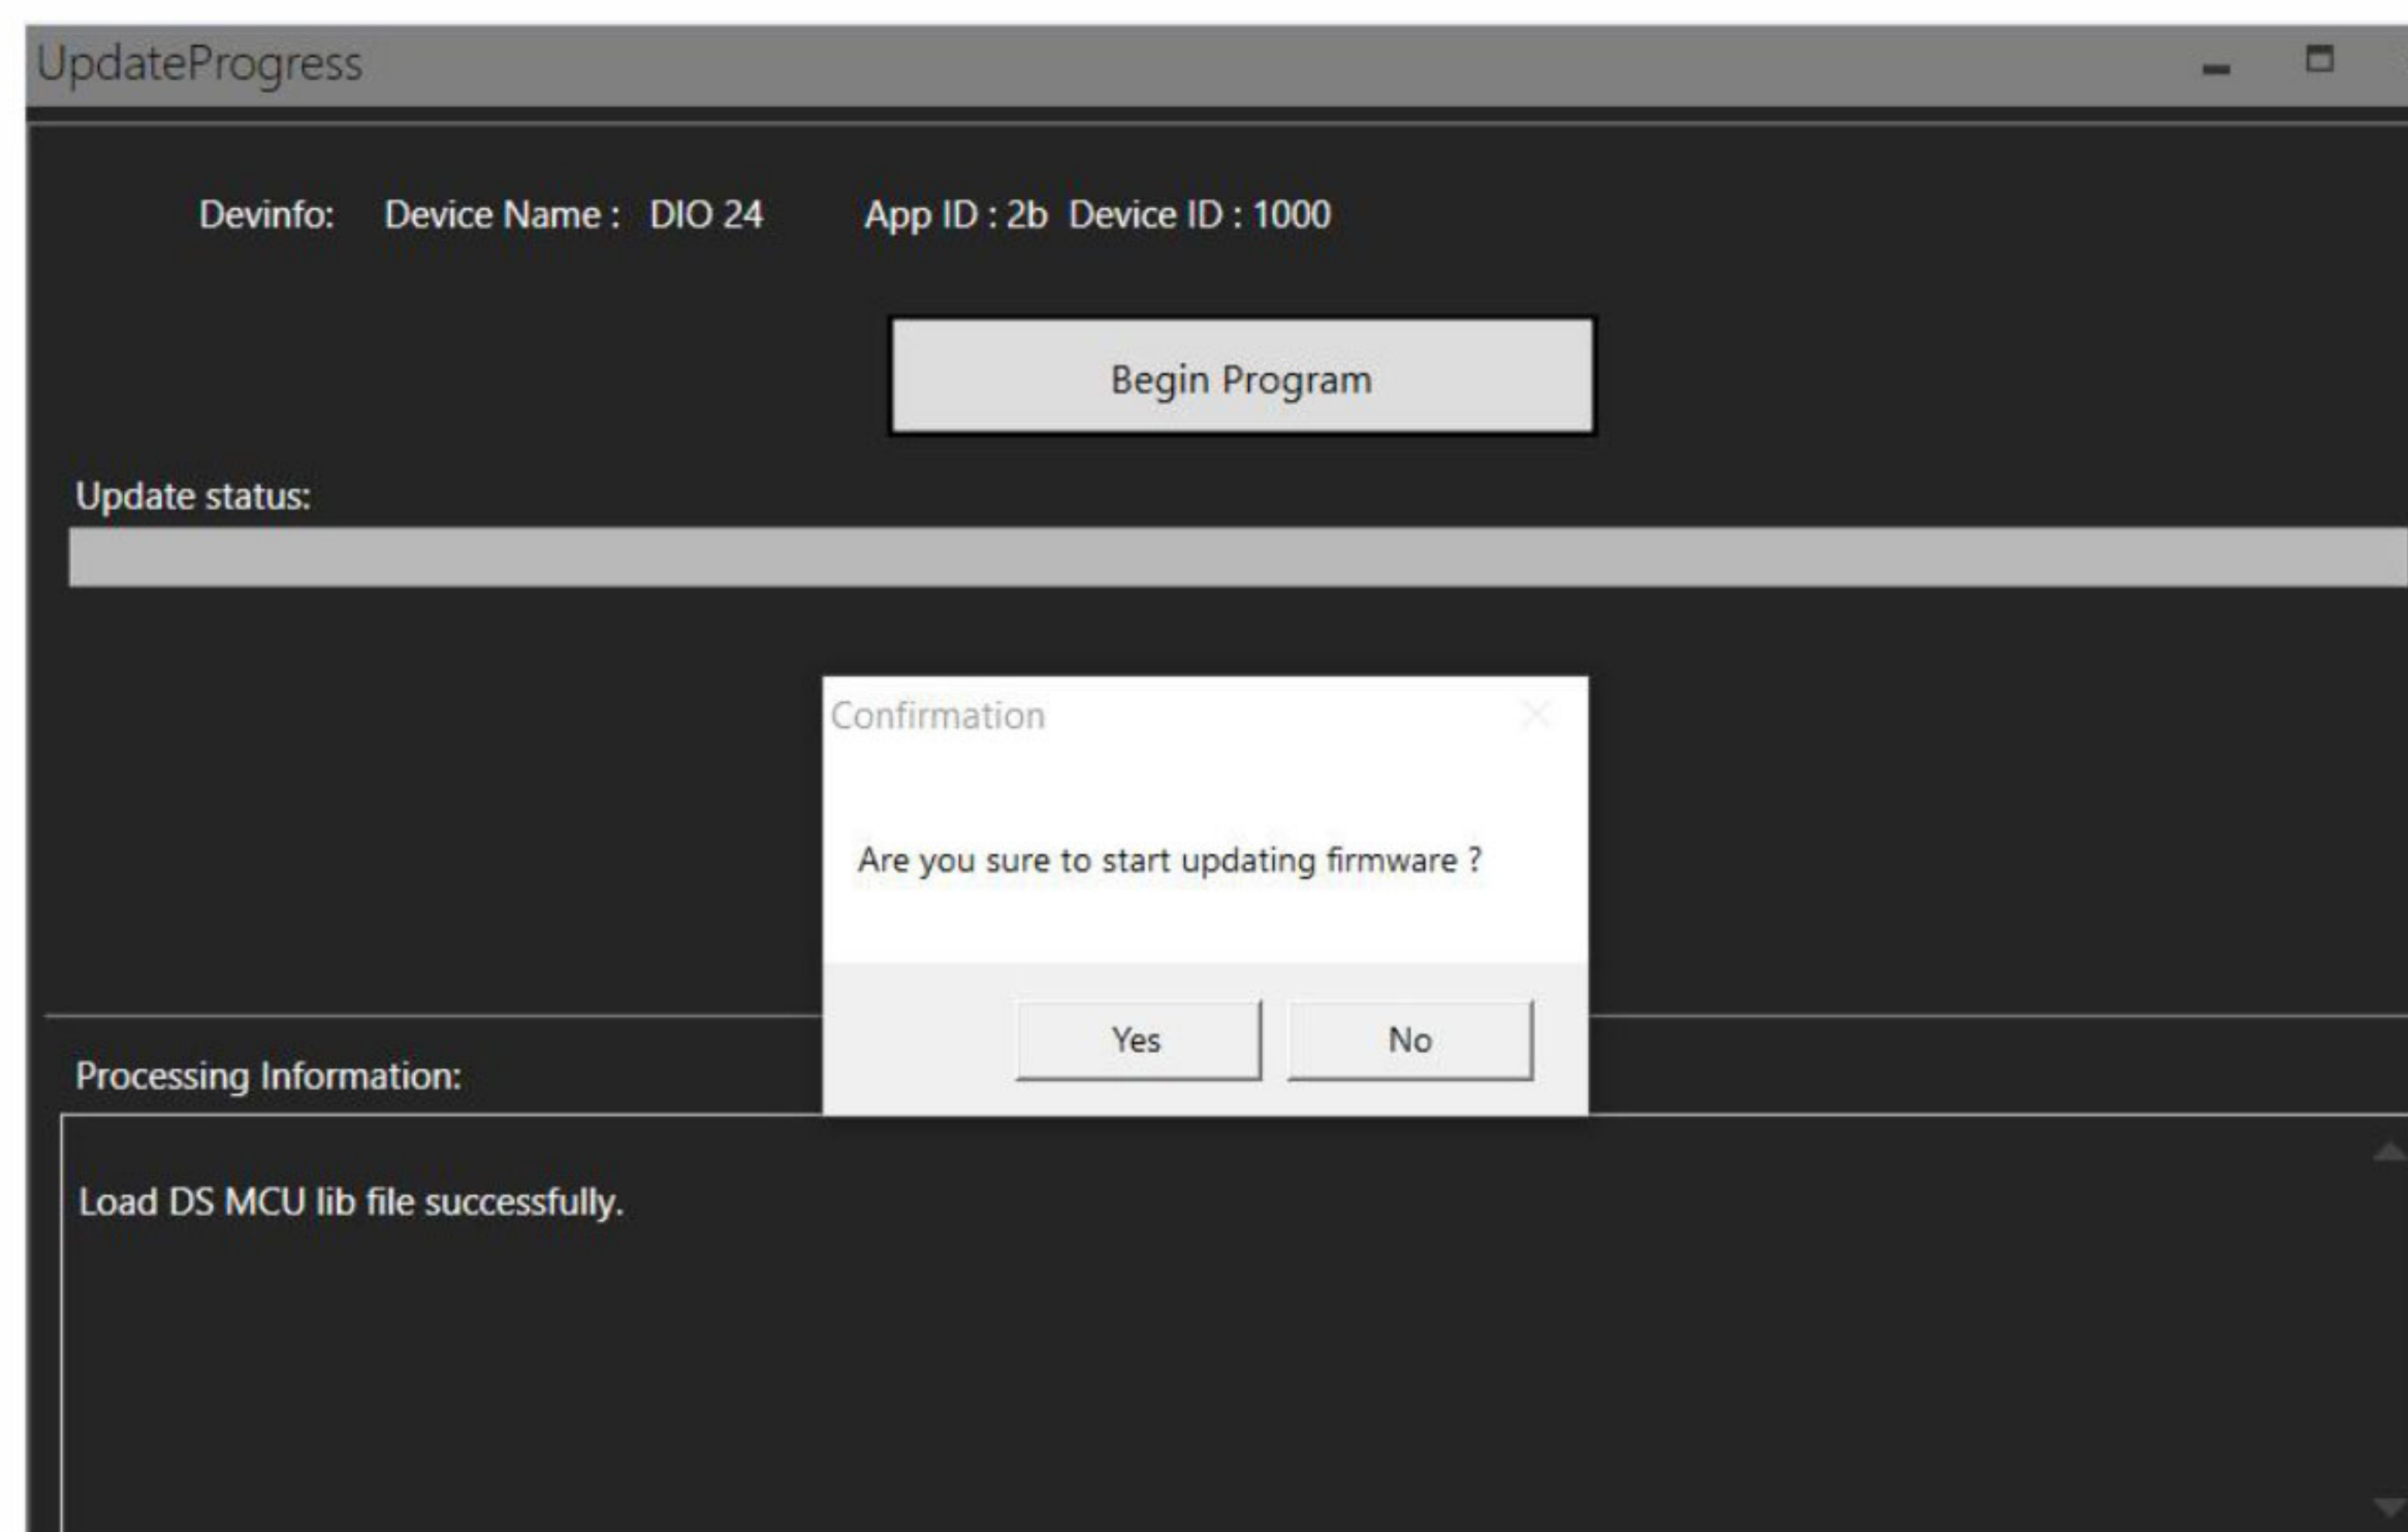 UpdateProgress
Devinfo: Device Name : DIO 24 App ID : 2b Device ID : 1000
Begin Program
Update status:
Confirmation
Are you sure to start updating firmware ?
Yes No
Processing Information:
Load DS MCU lib file successfully.